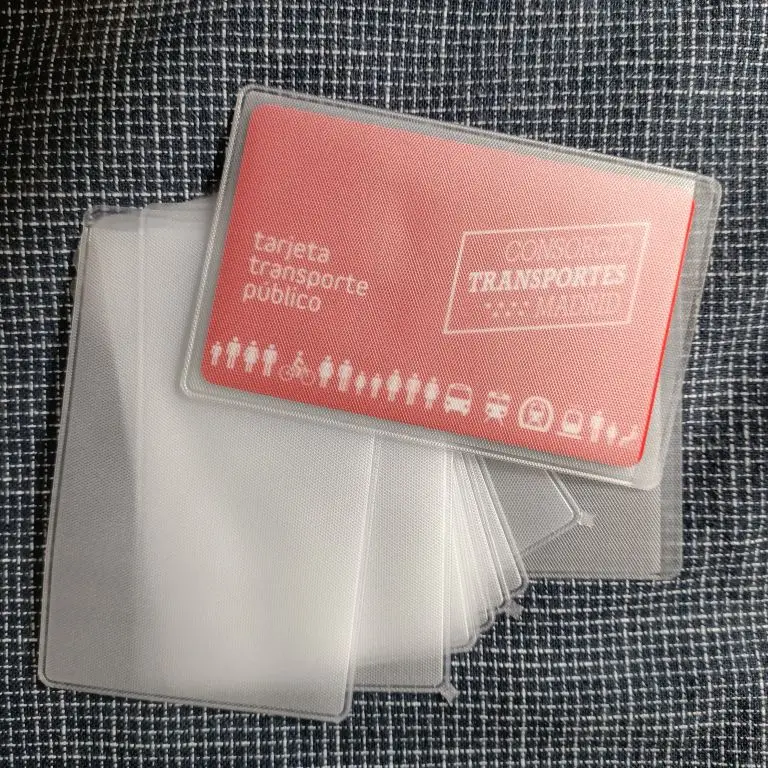 tarjeta
transporte
público
CONSORCIO
TRANSPORTES
MADRID